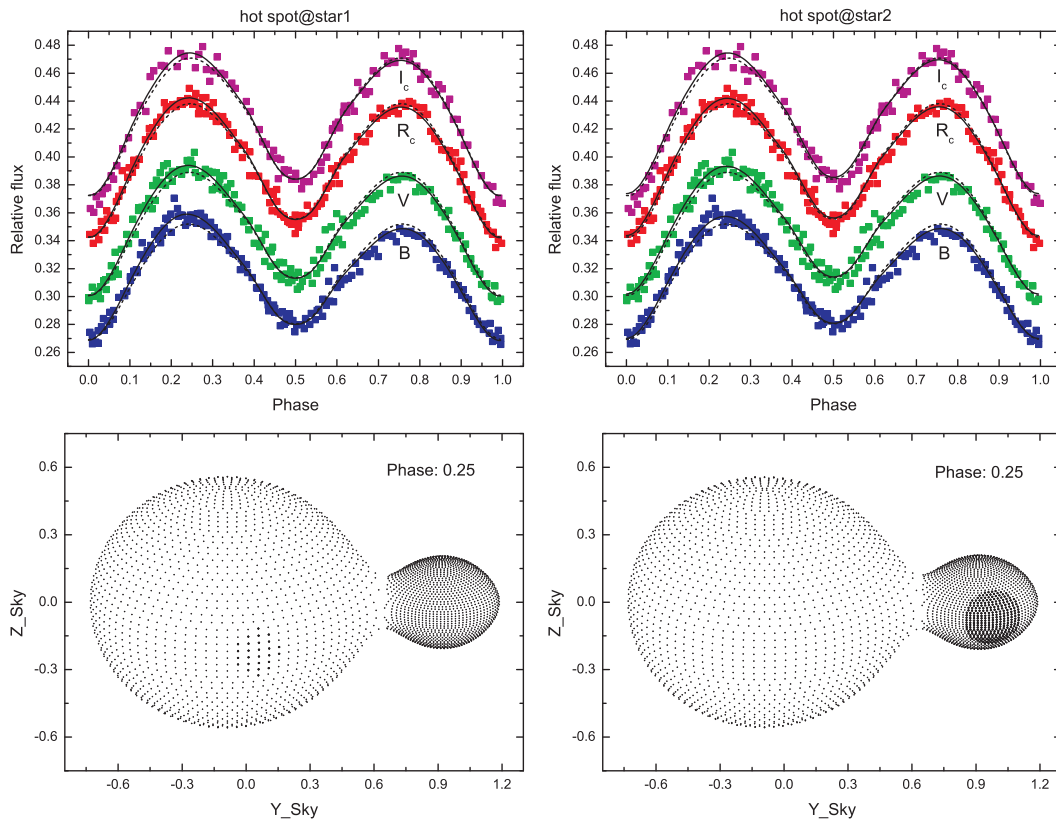 hot spot@star1
hot spot@star2
0.48
0.46
0.44
0.42
0.40
0.38
0.36
0.34
0.32
0.30
0.28
0.26
Relative flux
I c
R c
V
B
0.0 0.1 0.2 0.3 0.4 0.5 0.6 0.7 0.8 0.9 1.0
Phase
0.48
0.46
0.44
0.42
0.40
0.38
0.36
0.34
0.32
0.30
0.28
0.26
Relative flux
I c
R c
V
B
0.0 0.1 0.2 0.3 0.4 0.5 0.6 0.7 0.8 0.9 1.0
Phase
Phase: 0.25
0.6
0.3
0.0
-0.3
-0.6
Z_Sky
-0.6 -0.3 0.0 0.3 0.6 0.9 1.2
Y_Sky
Phase: 0.25
0.6
0.3
0.0
-0.3
-0.6
Z_Sky
-0.6 -0.3 0.0 0.3 0.6 0.9 1.2
Y_Sky